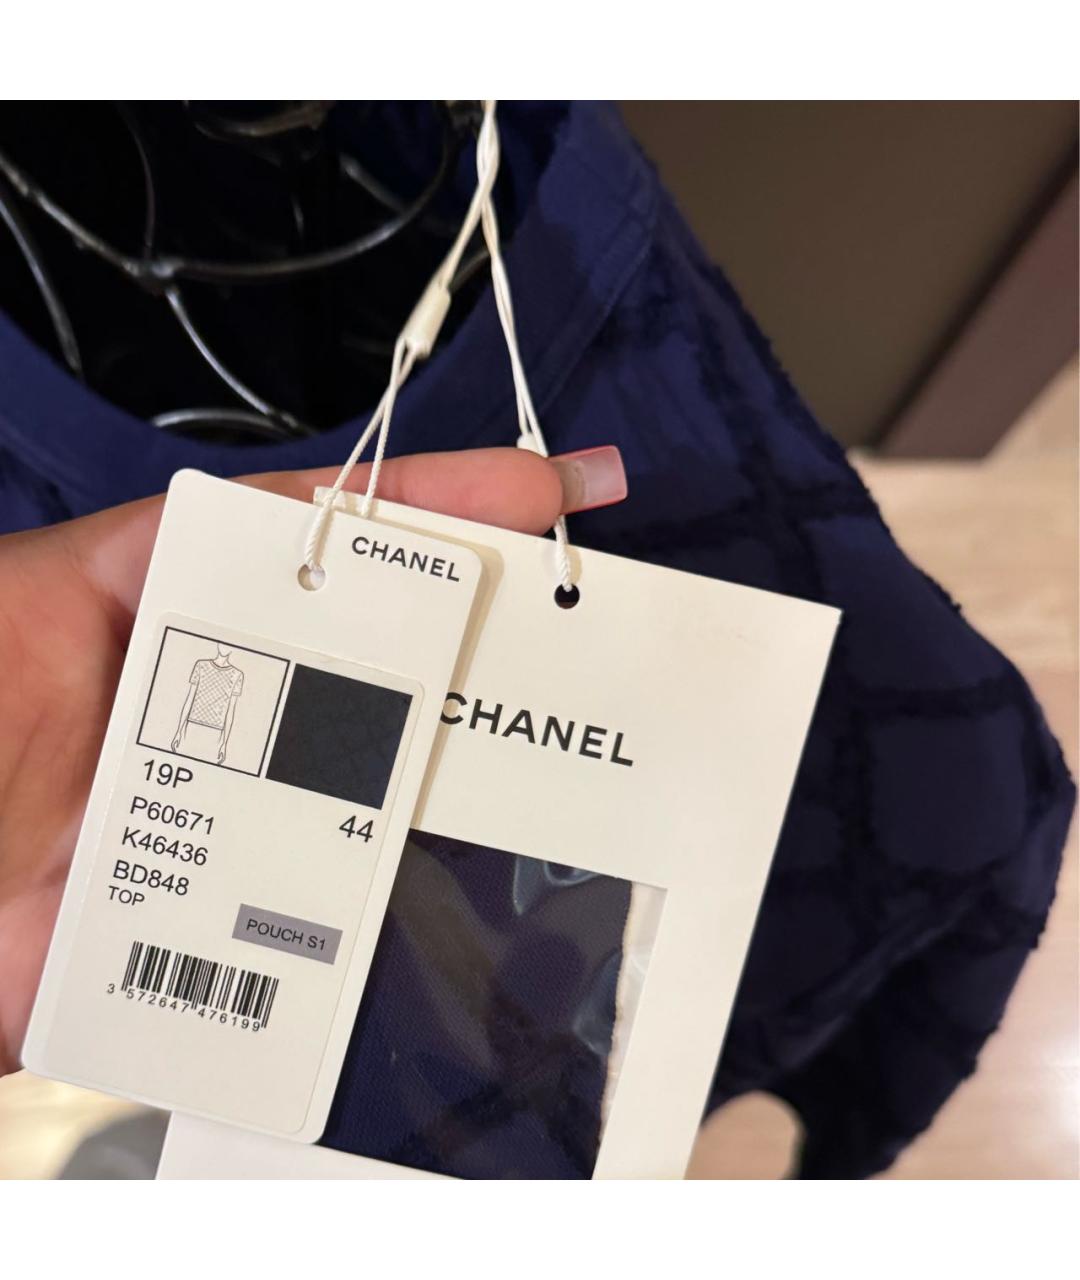 CHANEL
19P
P60671
K46436
BD848
TOP
44
POUCH S1
3 572647 476199
CHANEL